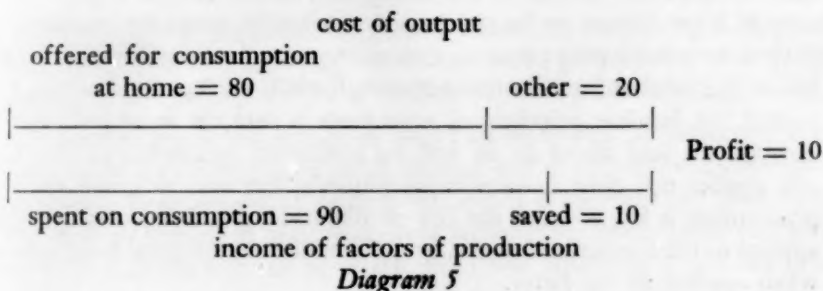 cost of output
offered for consumption
at home = 80 other = 20
Profit = 10
spent on consumption = 90 saved = 10
income of factors of production
Diagram 5